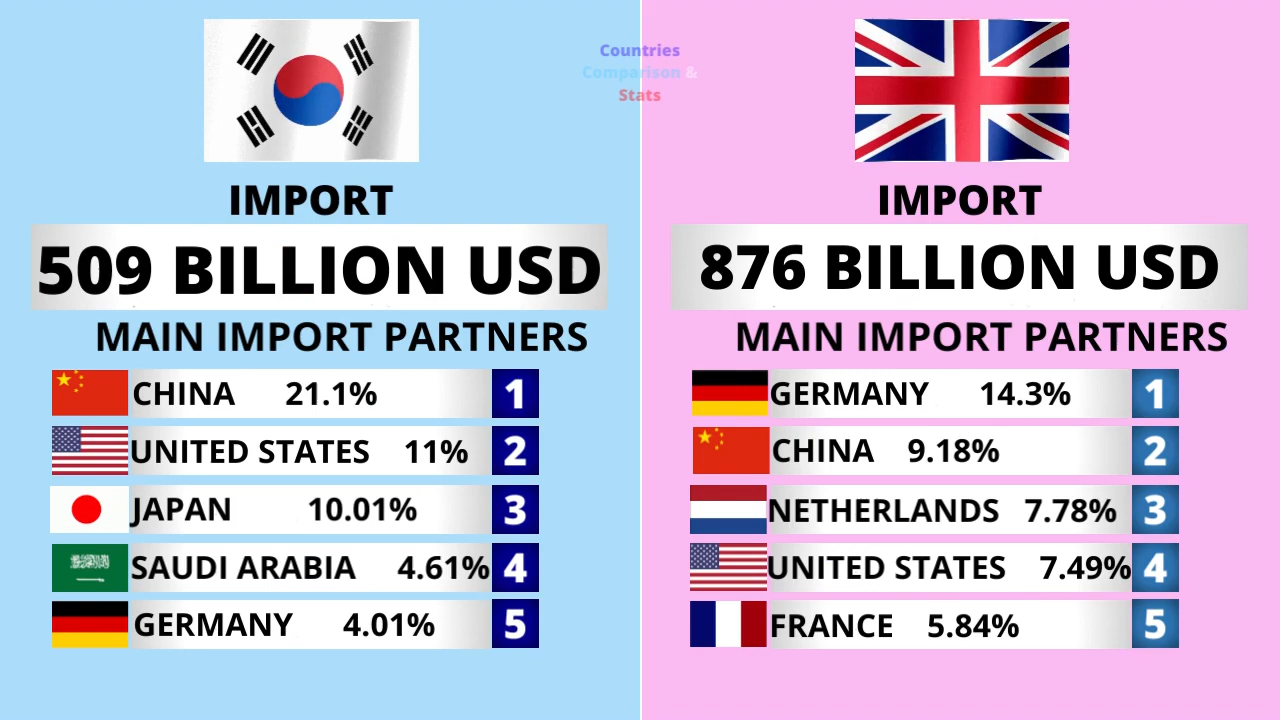 Countries
Comparison &
Stats
IMPORT
509 BILLION USD
MAIN IMPORT PARTNERS
CHINA 21.1% 1
UNITED STATES 11% 2
JAPAN 10.01% 3
SAUDI ARABIA 4.61% 4
GERMANY 4.01% 5
IMPORT
876 BILLION USD
MAIN IMPORT PARTNERS
GERMANY 14.3% 1
CHINA 9.18% 2
NETHERLANDS 7.78% 3
UNITED STATES 7.49% 4
FRANCE 5.84% 5